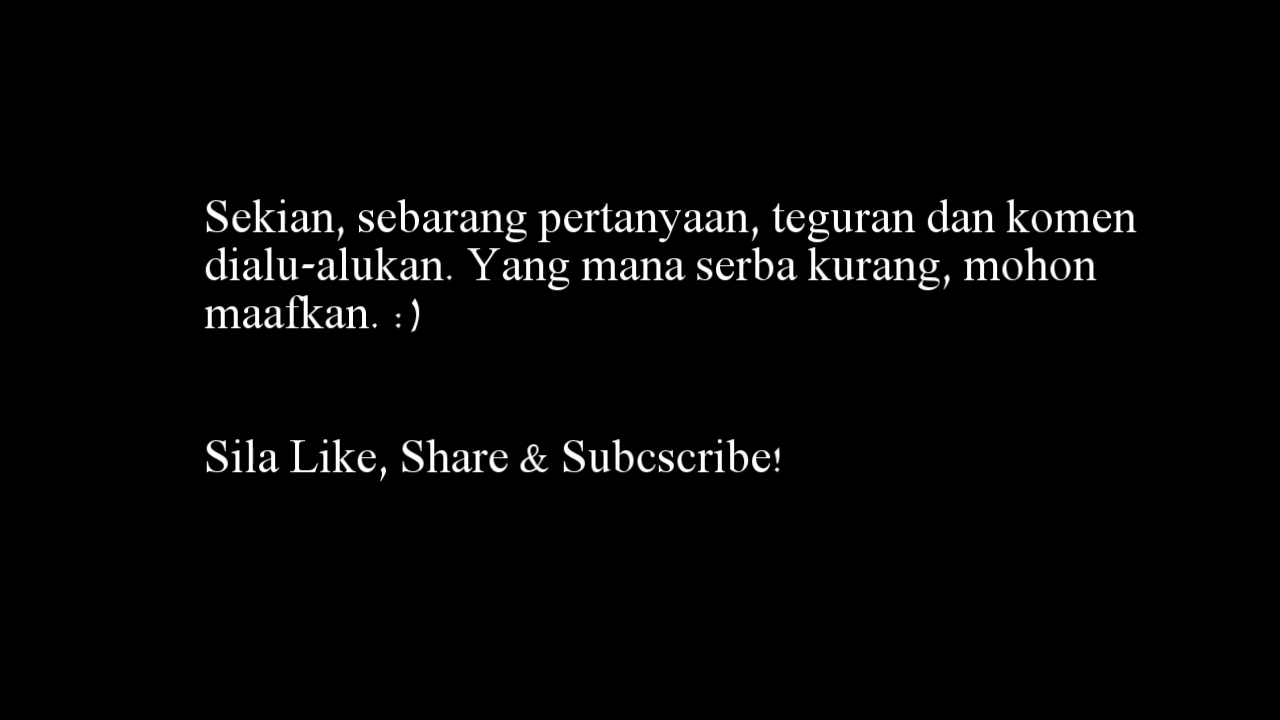 Sekian, sebarang pertanyaan, teguran dan komen
dialu-alukan. Yang mana serba kurang, mohon
maafkan. :)
Sila Like, Share & Subcscribe!